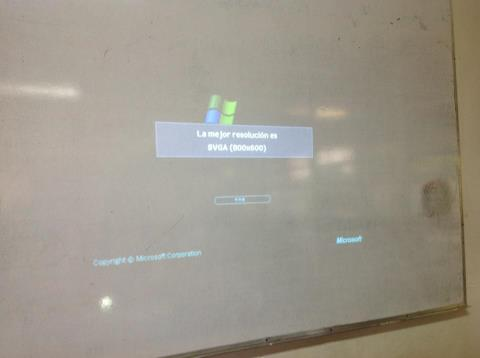 La mejor resolución es
SVGA (800x600)
Copyright © Microsoft Corporation
Microsoft